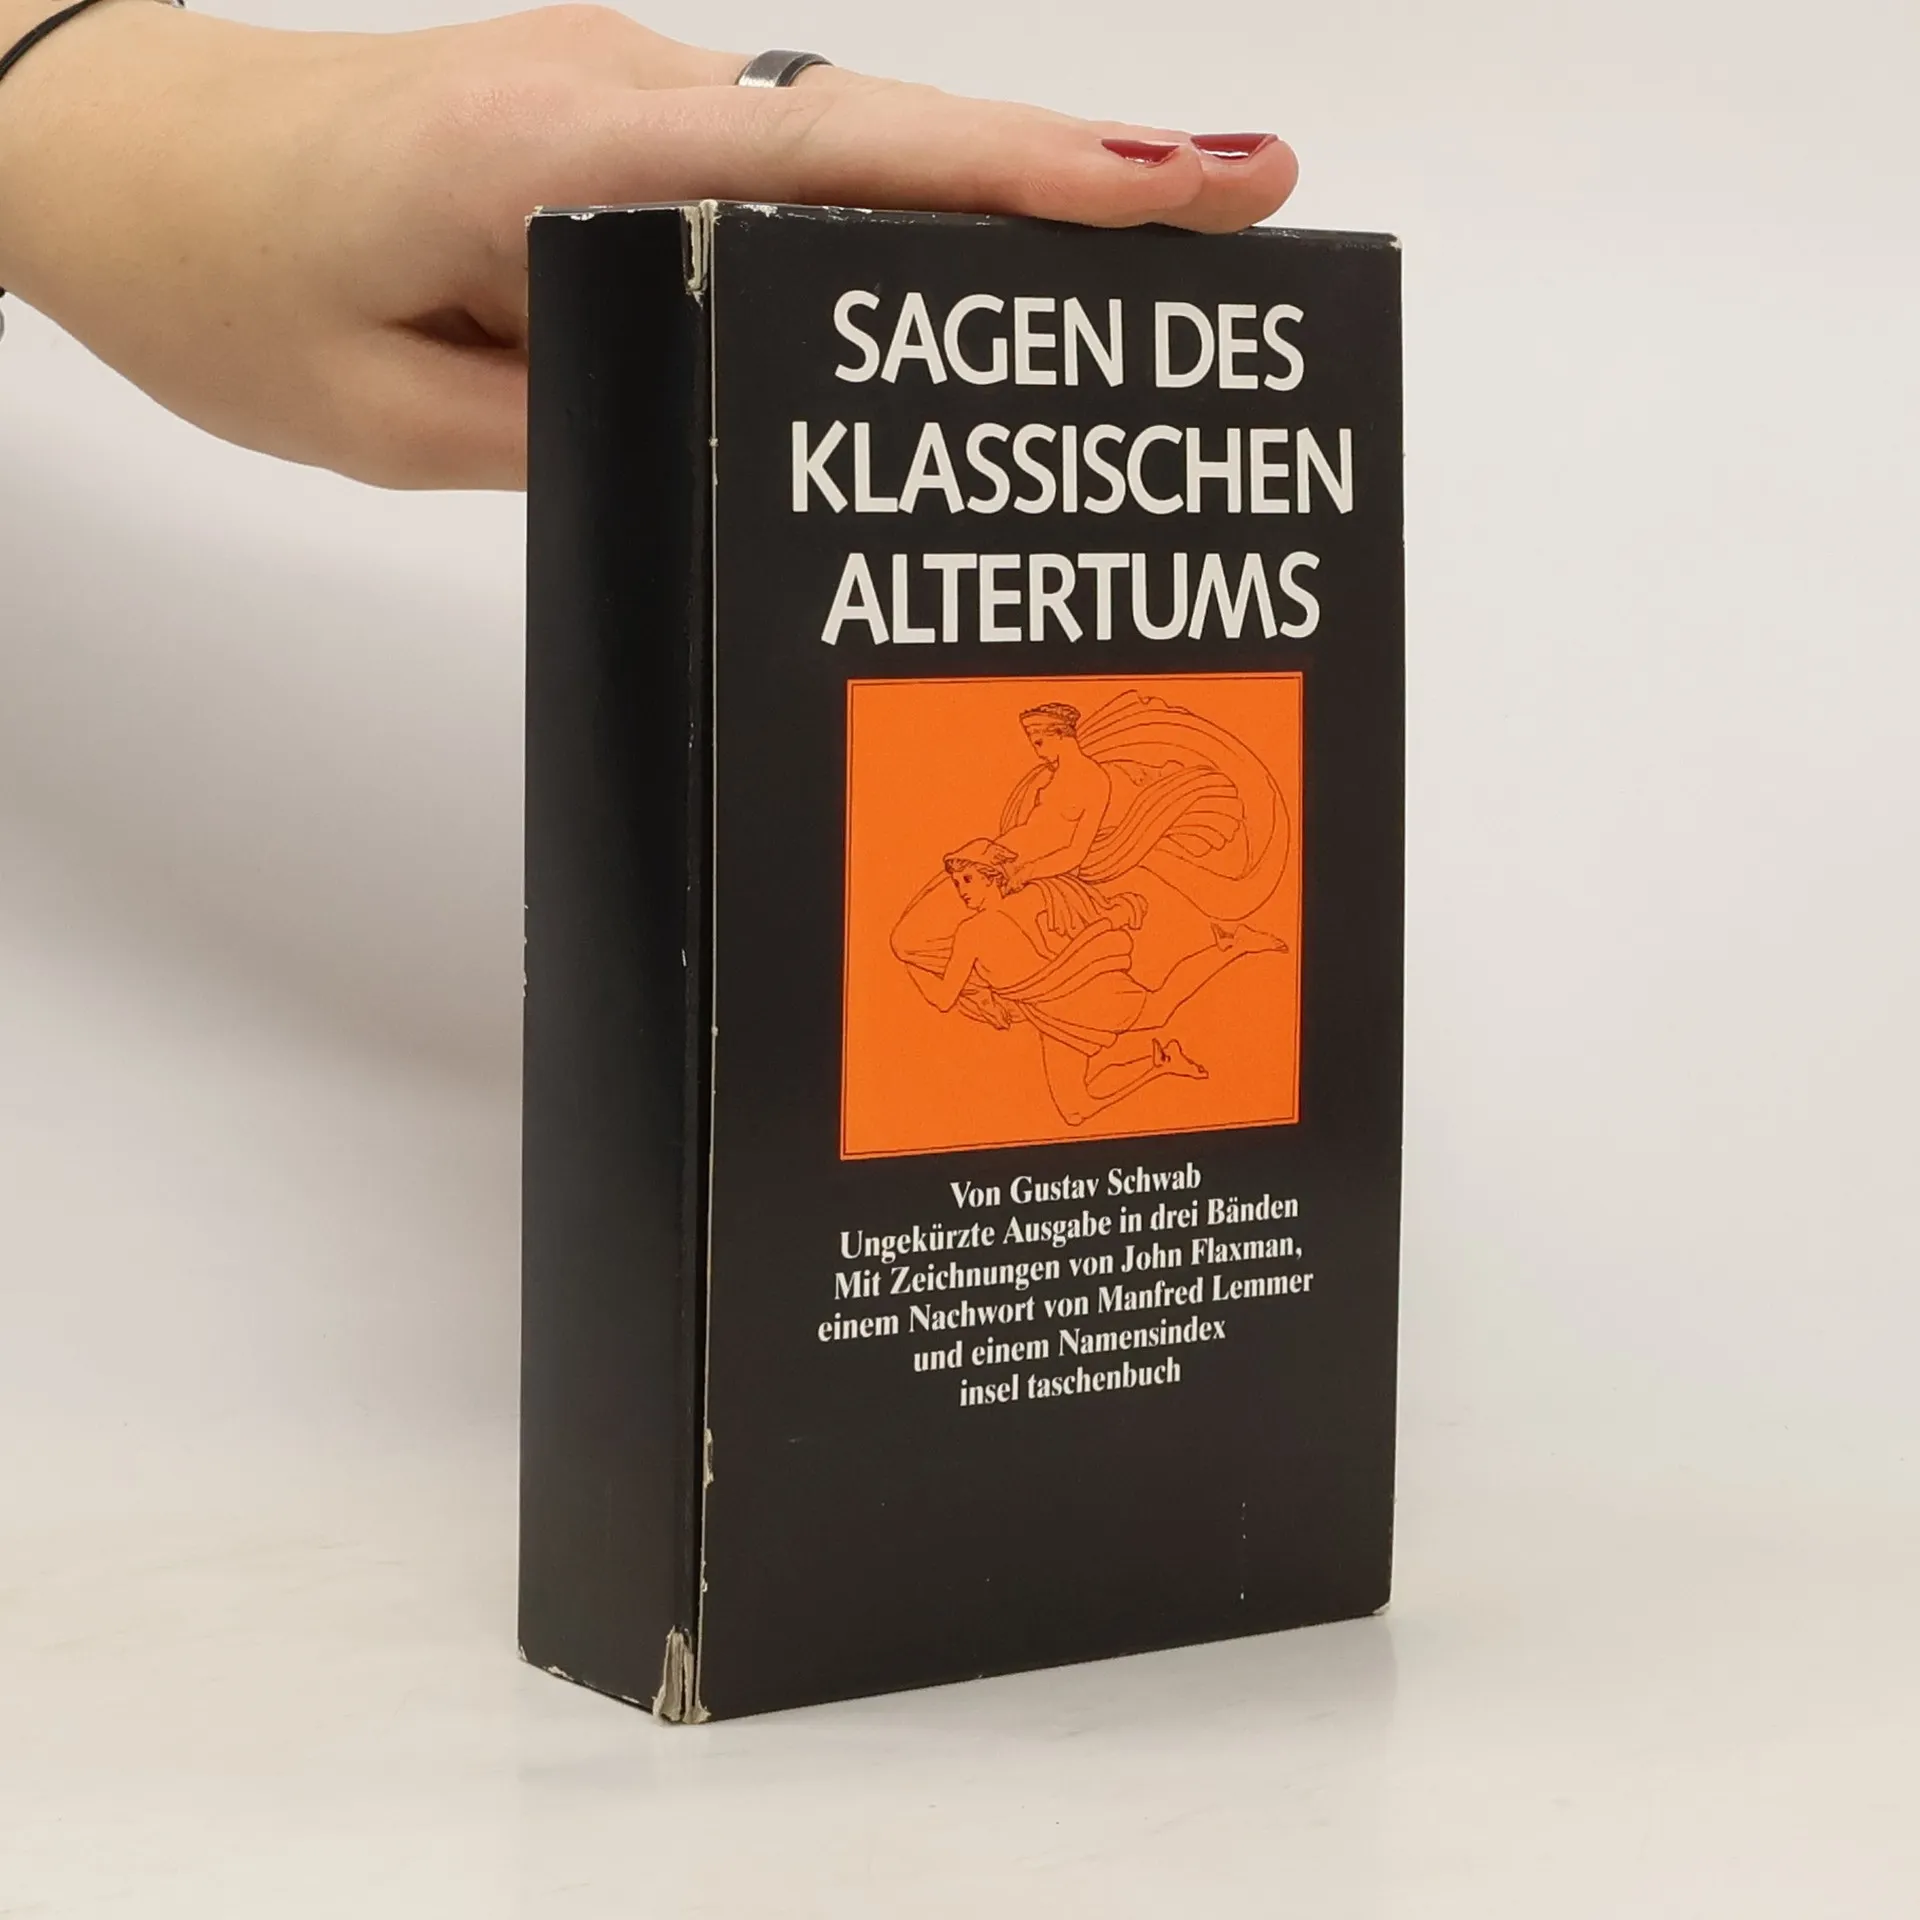 SAGEN DES
KLASSISCHEN
ALTERTUMS
Von Gustav Schwab
Ungekürzte Ausgabe in drei Bänden
Mit Zeichnungen von John Flaxman,
einem Nachwort von Manfred Lemmer
und einem Namensindex
insel taschenbuch